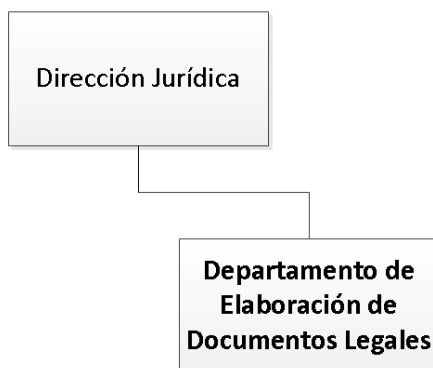 Dirección Jurídica
Departamento de
Elaboración de
Documentos Legales